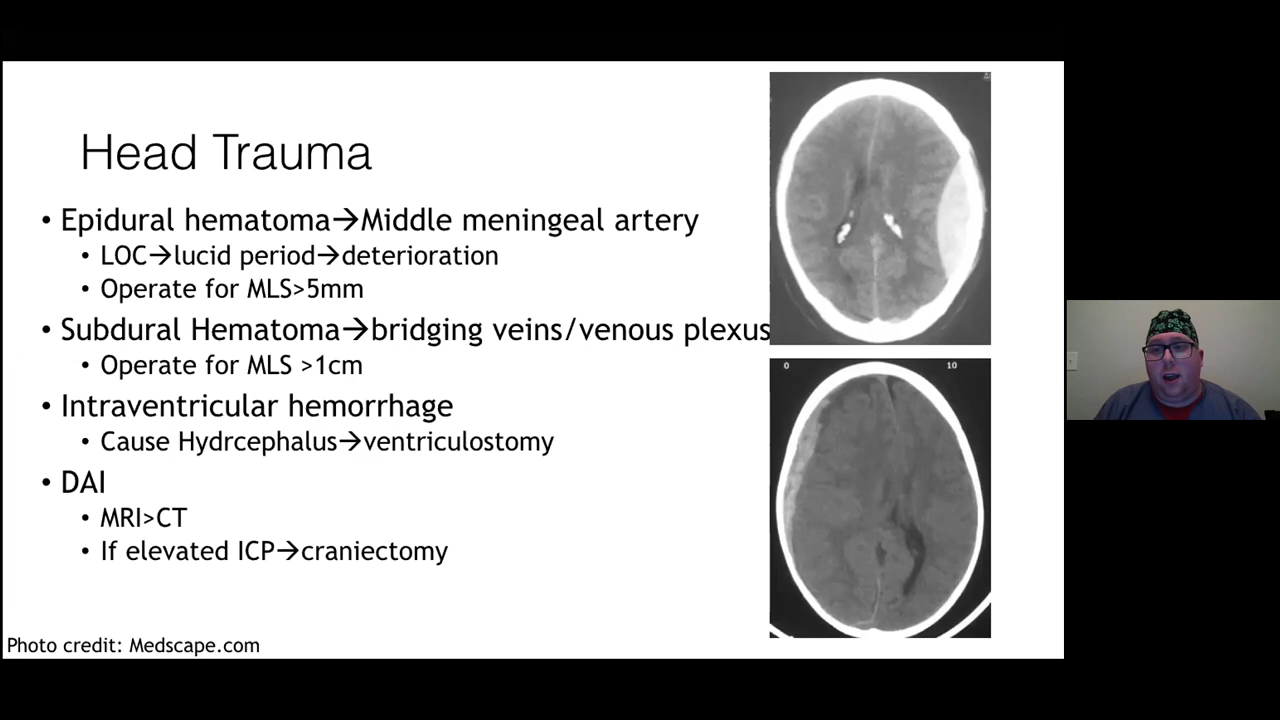 Head Trauma
• Epidural hematoma→Middle meningeal artery
• LOC→lucid period→deterioration
• Operate for MLS>5mm
• Subdural Hematoma→bridging veins/venous plexus
• Operate for MLS >1cm
• Intraventricular hemorrhage
• Cause Hydrcephalus→ventriculostomy
• DAI
• MRI>CT
• If elevated ICP→craniectomy
Photo credit: Medscape.com
0 10